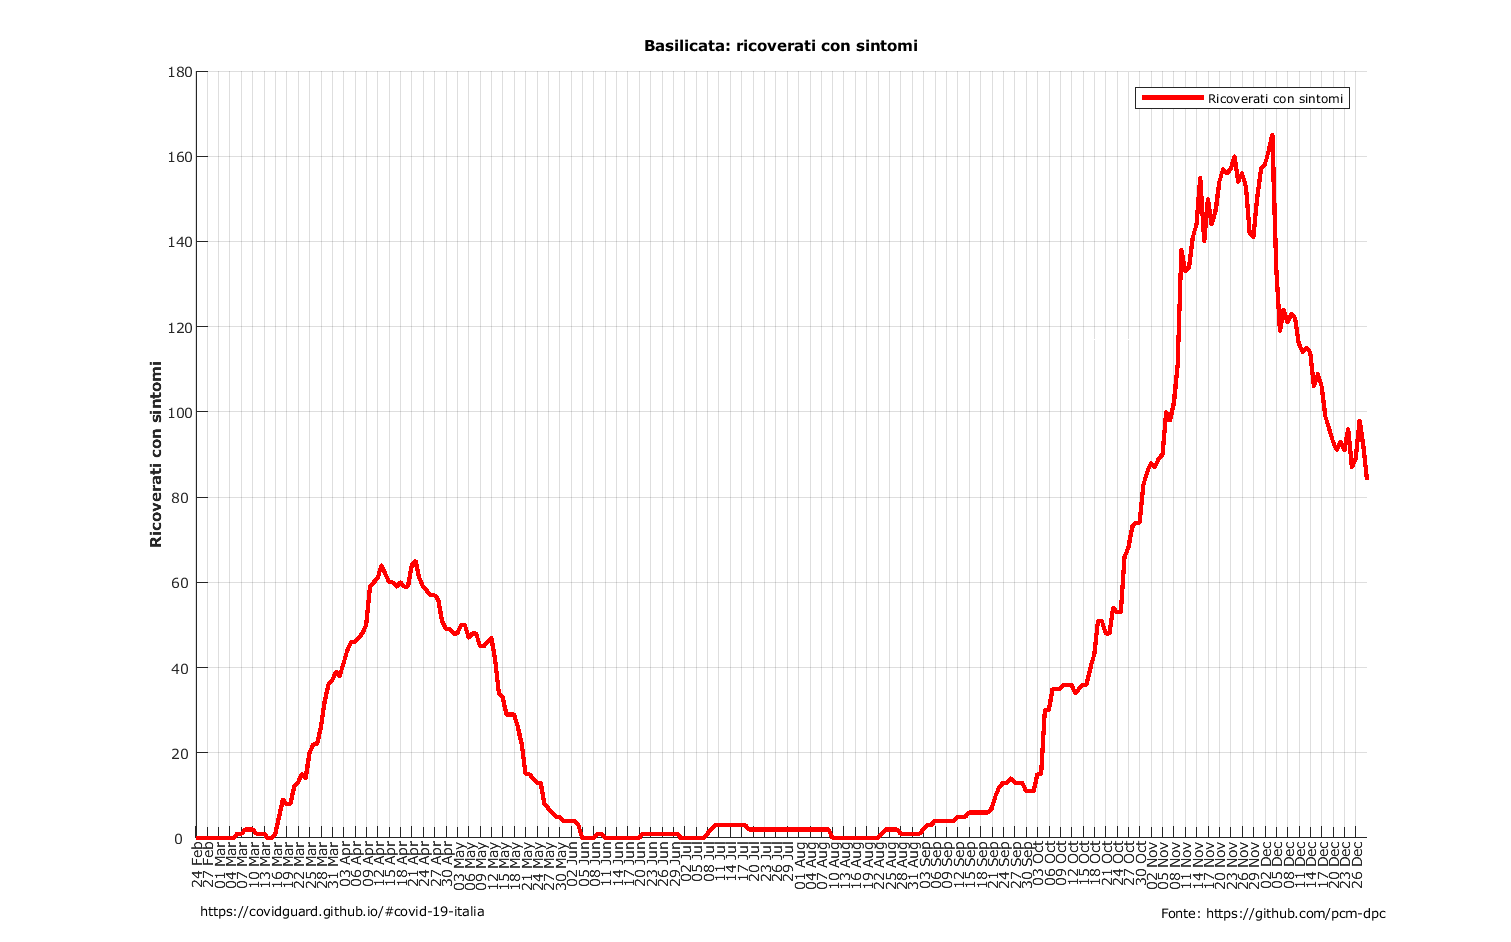 Basilicata: ricoverati con sintomi
Ricoverati con sintomi
Ricoverati con sintomi
180
160
140
120
100
80
60
40
20
0
24 Feb
27 Feb
01 Mar
04 Mar
07 Mar
10 Mar
13 Mar
16 Mar
19 Mar
22 Mar
25 Mar
28 Mar
31 Mar
03 Apr
06 Apr
09 Apr
12 Apr
15 Apr
18 Apr
21 Apr
24 Apr
27 Apr
30 Apr
03 May
06 May
09 May
12 May
15 May
18 May
21 May
24 May
27 May
30 May
02 Jun
05 Jun
08 Jun
11 Jun
14 Jun
17 Jun
20 Jun
23 Jun
26 Jun
29 Jun
02 Jul
05 Jul
08 Jul
11 Jul
14 Jul
17 Jul
20 Jul
23 Jul
26 Jul
29 Jul
01 Aug
04 Aug
07 Aug
10 Aug
13 Aug
16 Aug
19 Aug
22 Aug
25 Aug
28 Aug
31 Aug
03 Sep
06 Sep
09 Sep
12 Sep
15 Sep
18 Sep
21 Sep
24 Sep
27 Sep
30 Sep
03 Oct
06 Oct
09 Oct
12 Oct
15 Oct
18 Oct
21 Oct
24 Oct
27 Oct
30 Oct
02 Nov
05 Nov
08 Nov
11 Nov
14 Nov
17 Nov
20 Nov
23 Nov
26 Nov
29 Nov
02 Dec
05 Dec
08 Dec
11 Dec
14 Dec
17 Dec
20 Dec
23 Dec
26 Dec
https://covidguard.github.io/#covid-19-italia
Fonte: https://github.com/pcm-dpc